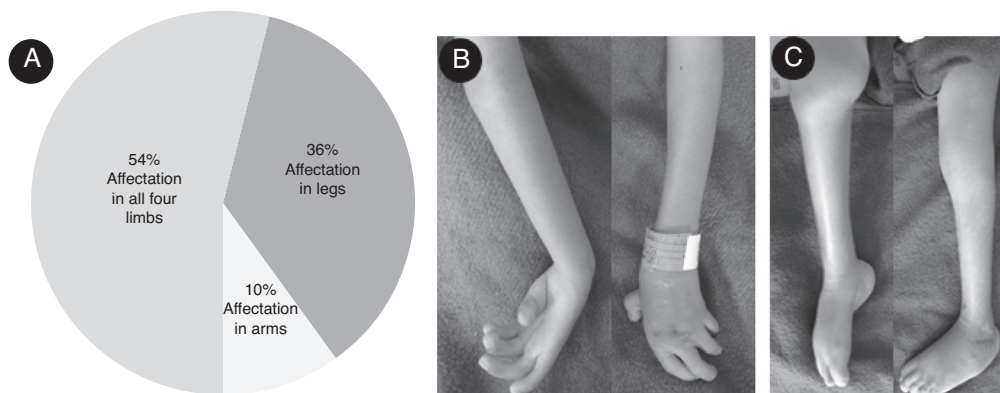 A
54%
Affectation
in all four
limbs
36%
Affectation
in legs
10%
Affectation
in arms
B
C